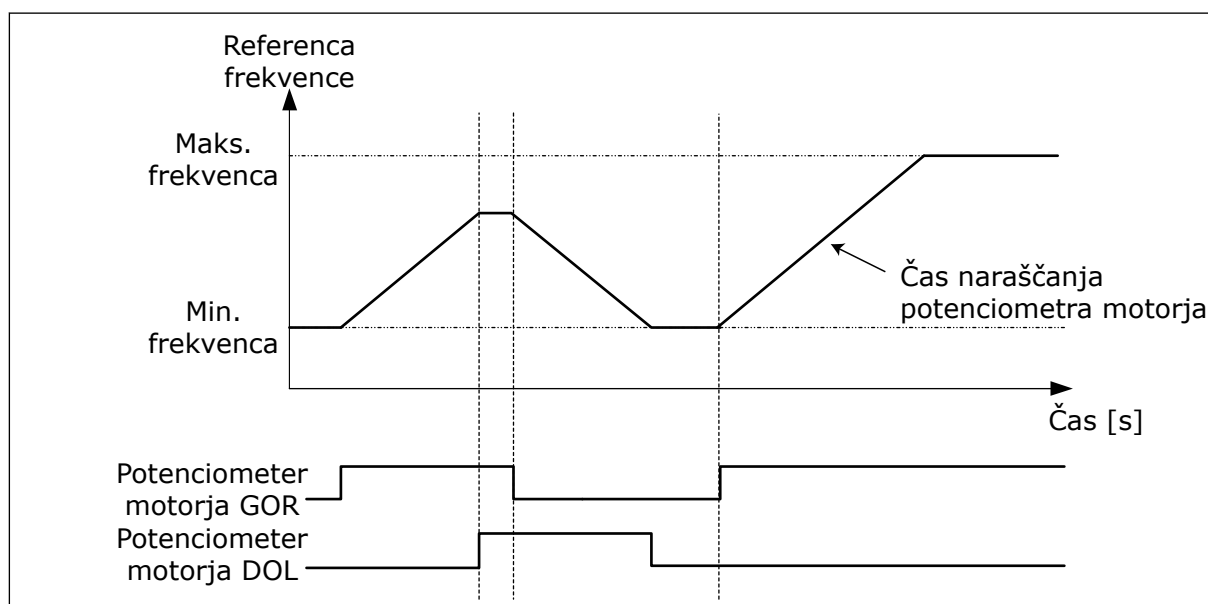 Referenca
frekvence
Maks.
frekvenca
Čas naraščanja
potenciometra motorja
Min.
frekvenca
Čas [s]
Potenciometer
motorja GOR
Potenciometer
motorja DOL